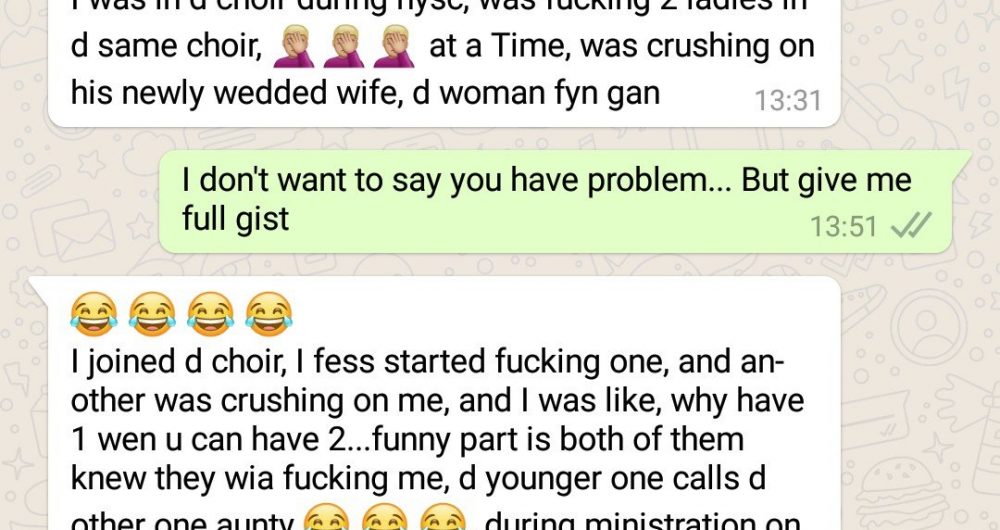 I was in d choir during nysc, was fucking 2 ladies in
d same choir, 🤦🏼🤦🏼🤦🏼 at a Time, was crushing on
his newly wedded wife, d woman fyn gan
13:31
I don't want to say you have problem... But give me
full gist
13:51
😂😂😂😂
I joined d choir, I fess started fucking one, and an-
other was crushing on me, and I was like, why have
1 wen u can have 2...funny part is both of them
knew they wia fucking me, d younger one calls d
other one aunty 😂😂😂, during ministration on